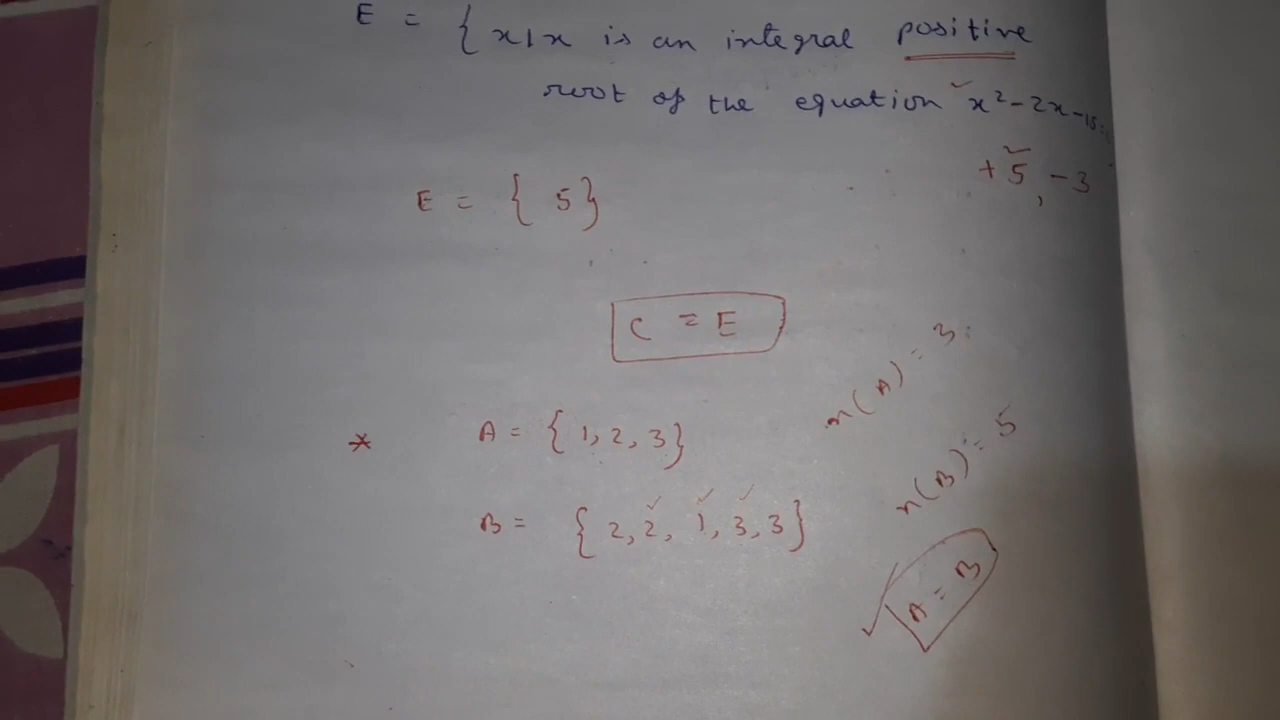 E = { x | x is an integral positive
root of the equation x² - 2x - 15 =
+5, -3
E = { 5 }
C = E
n(A) = 3
* A = { 1, 2, 3 }
n(B) = 5
B = { 2, 2, 1, 3, 3 }
A = B